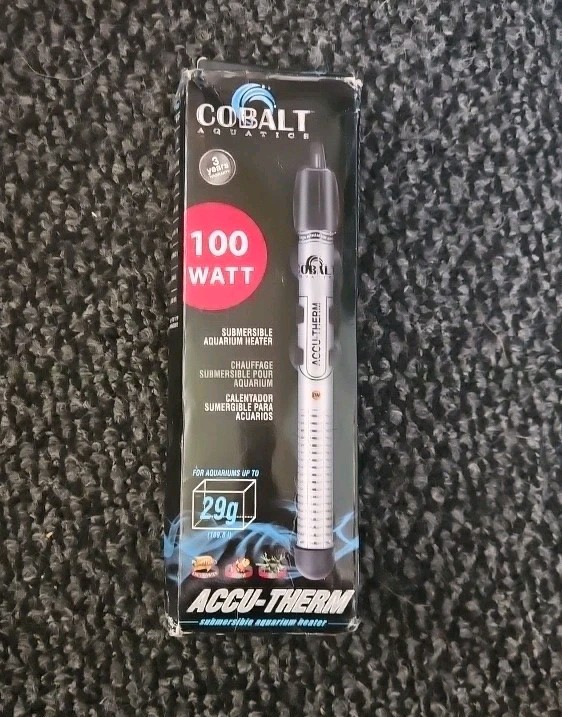 COBALT
AQUATICS
3
years
100
WATT
COBALT
ACCU-THERM
SUBMERSIBLE
AQUARIUM HEATER
CHAUFFAGE
SUBMERSIBLE POUR
AQUARIUM
CALENTADOR
SUMERGIBLE PARA
ACUARIOS
FOR AQUARIUMS UP TO
29g
ACCU-THERM
submersible aquarium heater